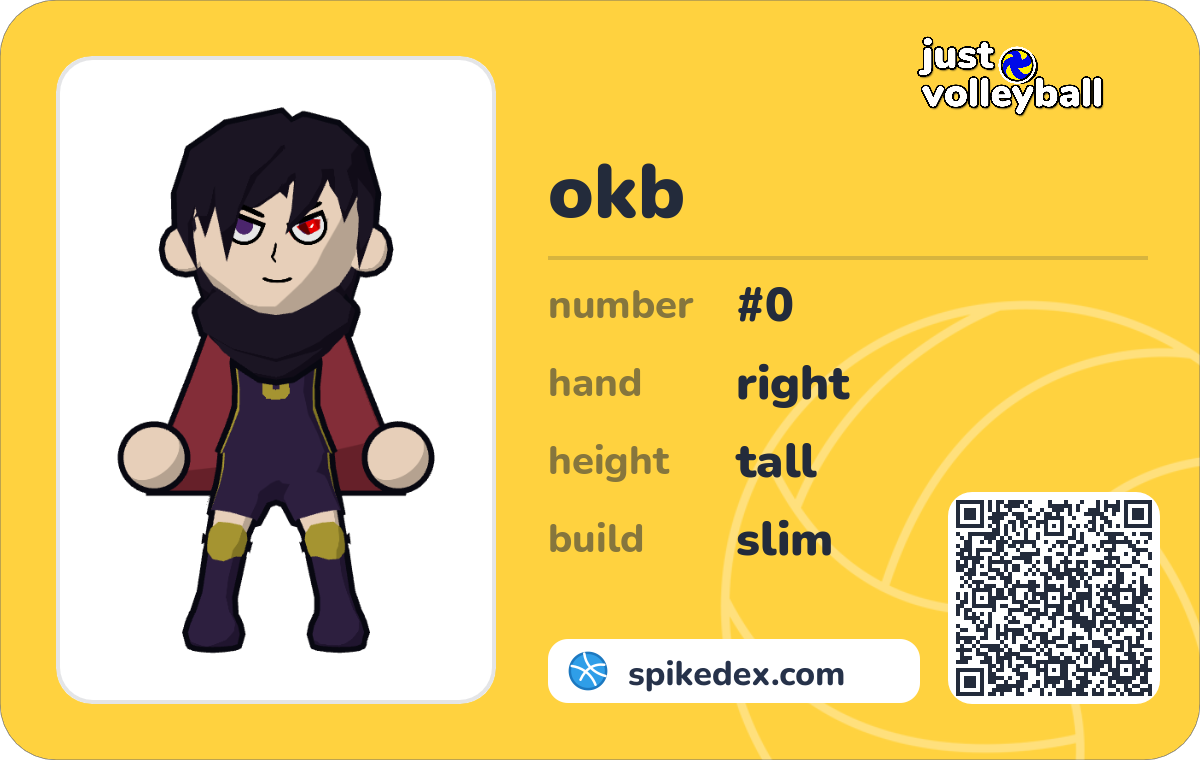 just
volleyball
okb
number #0
hand right
height tall
build slim
spikedex.com